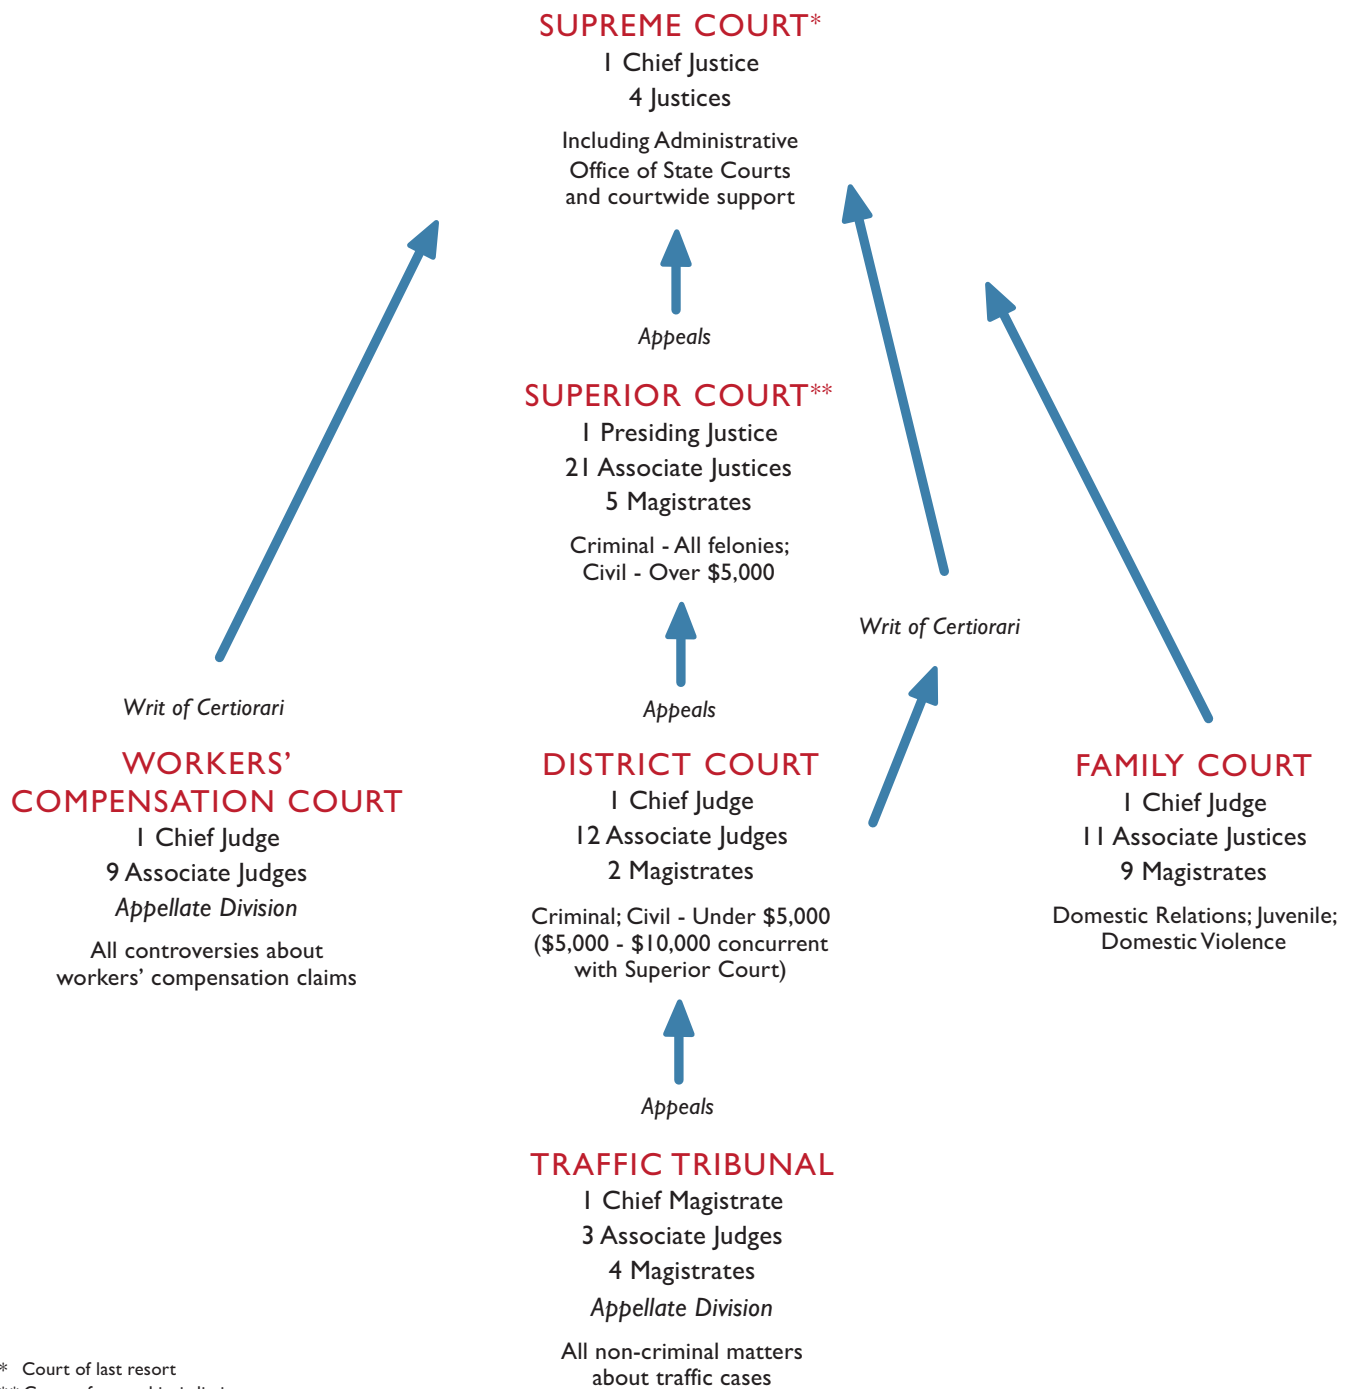 SUPREME COURT*
1 Chief Justice
4 Justices
Including Administrative
Office of State Courts
and courtwide support
Appeals
SUPERIOR COURT**
1 Presiding Justice
21 Associate Justices
5 Magistrates
Criminal - All felonies;
Civil - Over $5,000
Writ of Certiorari
Writ of Certiorari
Appeals
WORKERS’
COMPENSATION COURT
1 Chief Judge
9 Associate Judges
Appellate Division
All controversies about
workers’ compensation claims
DISTRICT COURT
1 Chief Judge
12 Associate Judges
2 Magistrates
Criminal; Civil - Under $5,000
($5,000 - $10,000 concurrent
with Superior Court)
FAMILY COURT
1 Chief Judge
11 Associate Justices
9 Magistrates
Domestic Relations; Juvenile;
Domestic Violence
Appeals
TRAFFIC TRIBUNAL
1 Chief Magistrate
3 Associate Judges
4 Magistrates
Appellate Division
All non-criminal matters
about traffic cases
* Court of last resort